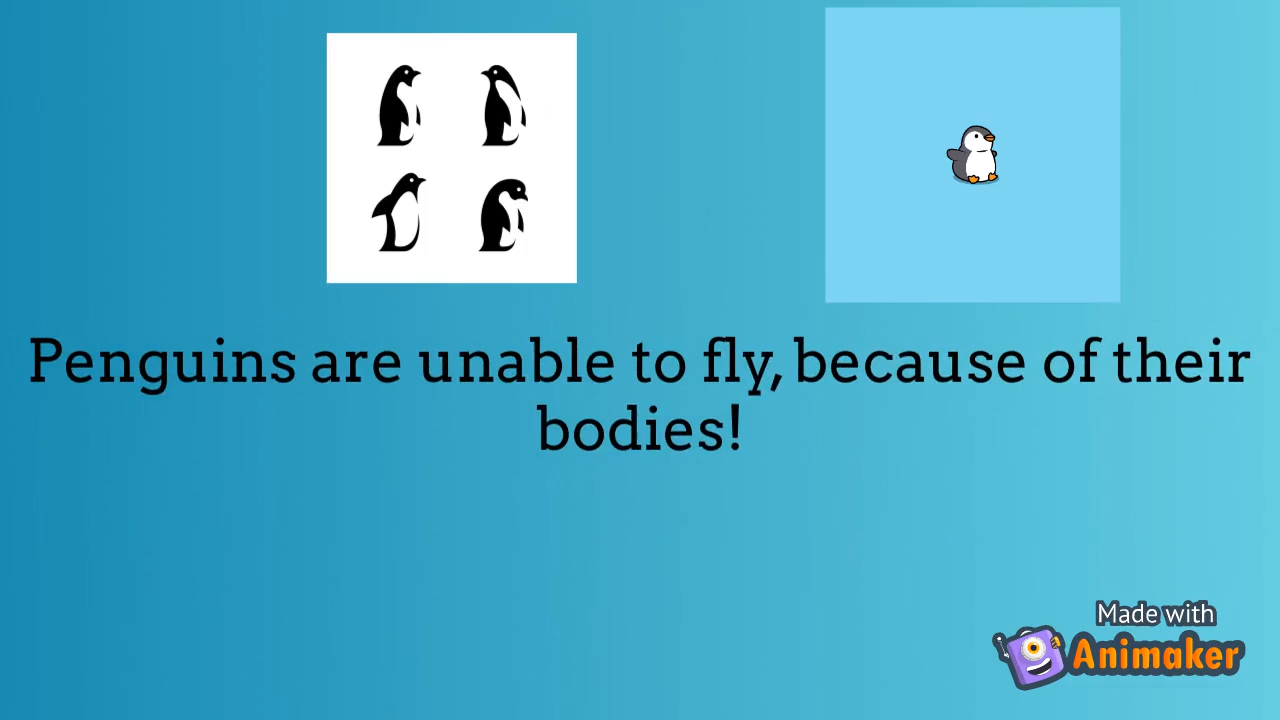 Penguins are unable to fly, because of their
bodies!
Made with
Animaker